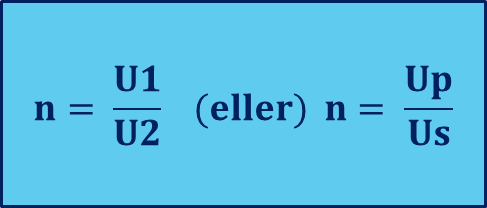 n = U1/U2 (eller) n = Up/Us